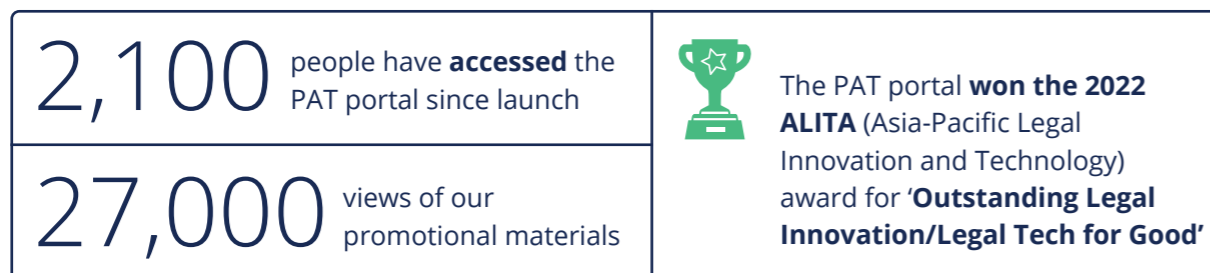 2,100
people have accessed the
PAT portal since launch
27,000
views of our
promotional materials
The PAT portal won the 2022
ALITA (Asia-Pacific Legal
Innovation and Technology)
award for ‘Outstanding Legal
Innovation/Legal Tech for Good’